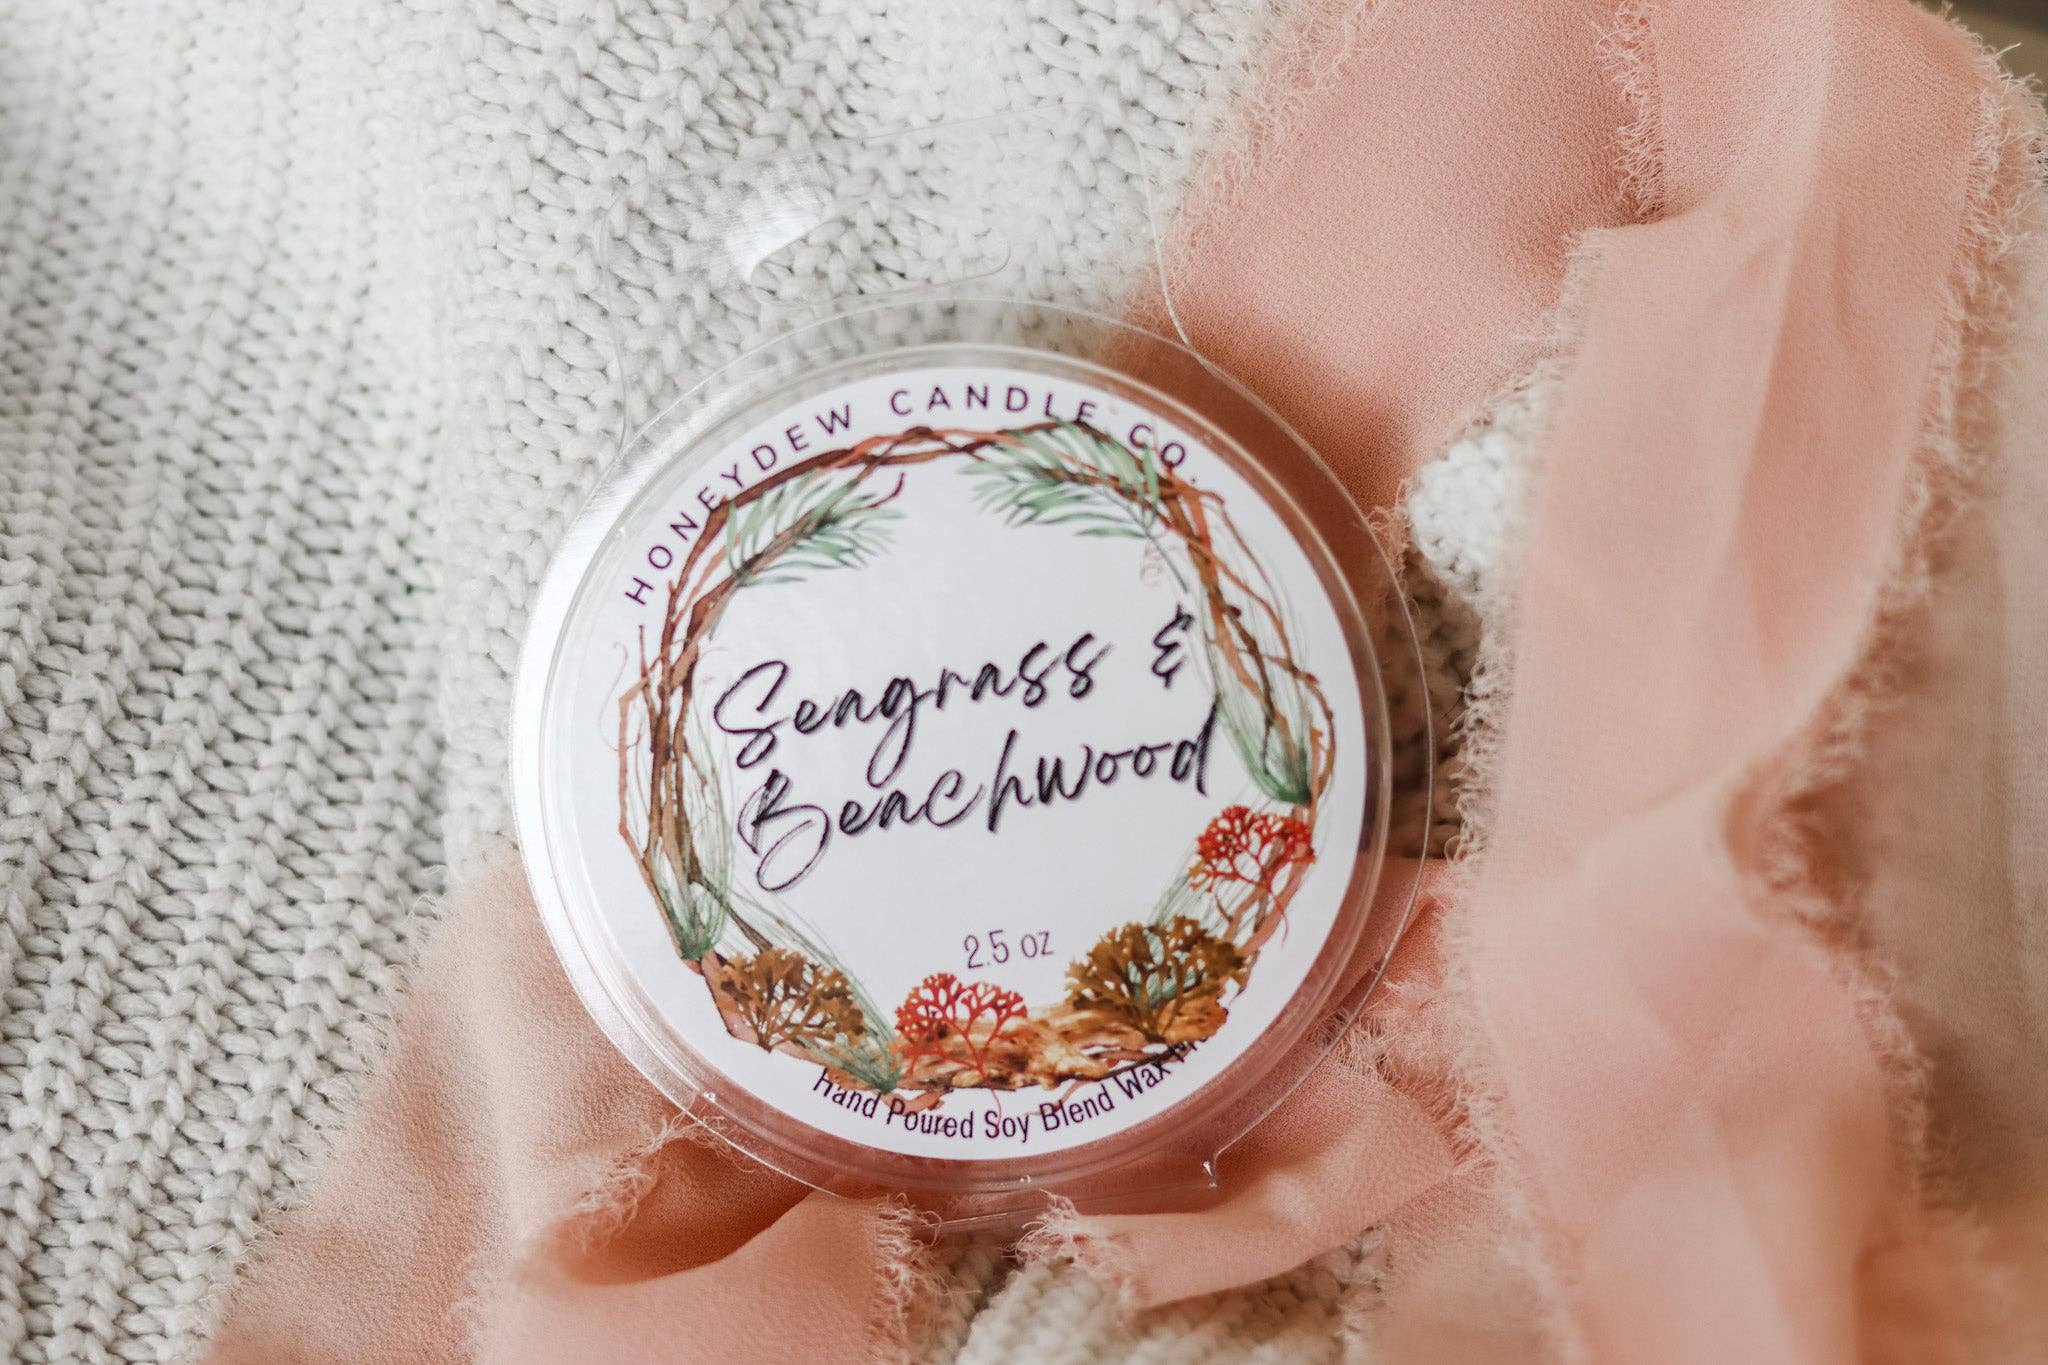 HONEYDEW CANDLE CO.
Seagrass &
Beachwood
2.5 oz
Hand Poured Soy Blend Wax